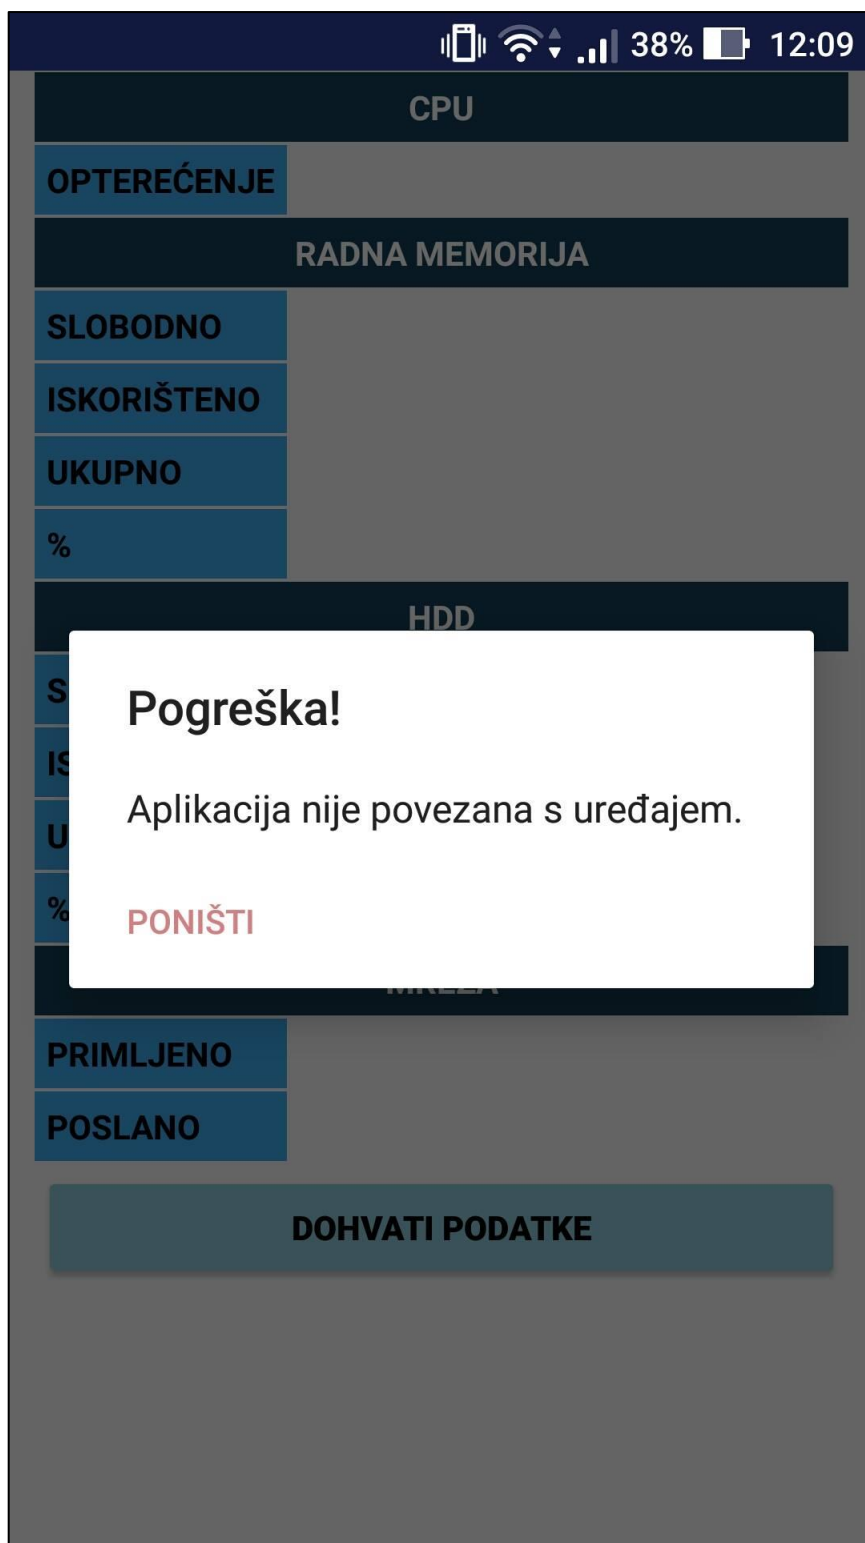 38% 12:09
CPU
OPTEREĆENJE
RADNA MEMORIJA
SLOBODNO
ISKORIŠTENO
UKUPNO
%
HDD
Pogreška!
Aplikacija nije povezana s uređajem.
%
PONIŠTI
PRIMLJENO
POSLANO
DOHVATI PODATKE